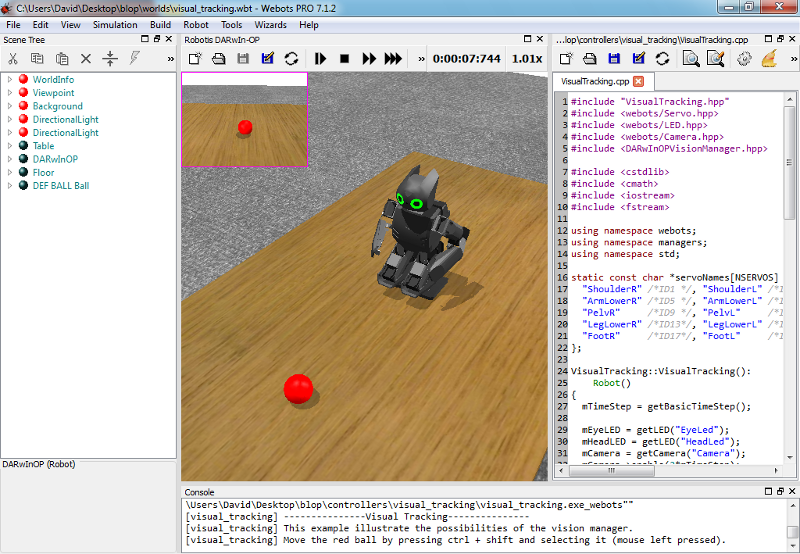 C:\Users\David\Desktop\blop\worlds\visual_tracking.wbt - Webots PRO 7.1.2
File Edit View Simulation Build Robot Tools Wizards Help
Scene Tree
»
WorldInfo
Viewpoint
Background
DirectionalLight
DirectionalLight
Table
DARwInOP
Floor
DEF BALL Ball
DARwInOP (Robot)
Robotis DARwIn-OP
» 0:00:07:744 1.01x
...lop\controllers\visual_tracking\VisualTracking.cpp
»
VisualTracking.cpp
1 #include "VisualTracking.hpp"
2 #include <webots/Servo.hpp>
3 #include <webots/LED.hpp>
4 #include <webots/Camera.hpp>
5 #include <DARwInOPVisionManager.hpp>
6
7 #include <cstdlib>
8 #include <cmath>
9 #include <iostream>
10 #include <fstream>
11
12 using namespace webots;
13 using namespace managers;
14 using namespace std;
15
16 static const char *servoNames[NSERVOS]
17 "ShoulderR" /*ID1 */, "ShoulderL" /*I
18 "ArmLowerR" /*ID5 */, "ArmLowerL" /*I
19 "PelvR" /*ID9 */, "PelvL" /*I
20 "LegLowerR" /*ID13*/, "LegLowerL" /*I
21 "FootR" /*ID17*/, "FootL" /*I
22 };
23
24 VisualTracking::VisualTracking():
25 Robot()
26 {
27 mTimeStep = getBasicTimeStep();
28
29 mEyeLED = getLED("EyeLed");
30 mHeadLED = getLED("HeadLed");
31 mCamera = getCamera("Camera");
Console
\Users\David\Desktop\blop\controllers\visual_tracking\visual_tracking.exe_webots""
[visual_tracking] ---------------Visual Tracking---------------
[visual_tracking] This example illustrate the possibilities of the vision manager.
[visual_tracking] Move the red ball by pressing ctrl + shift and selecting it (mouse left pressed).